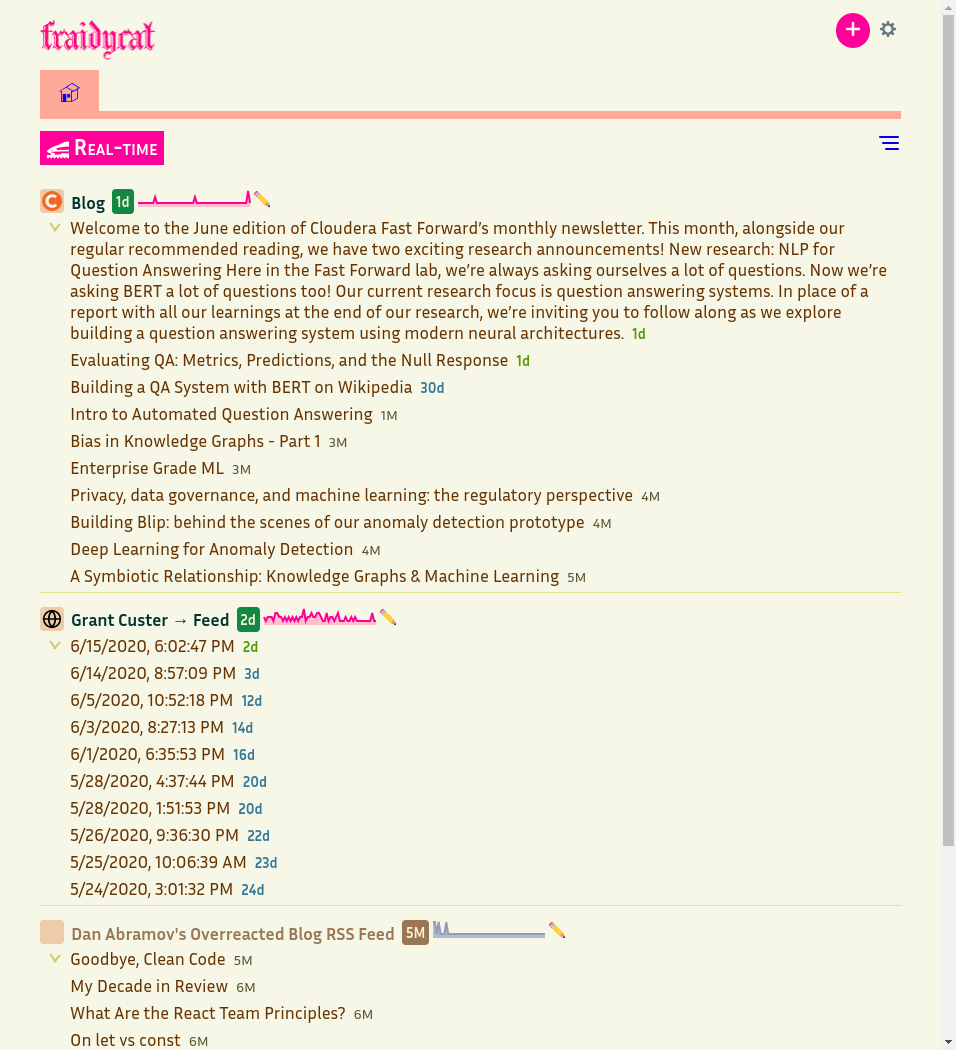 fraidycat
Real-time
Blog 1d
Welcome to the June edition of Cloudera Fast Forward’s monthly newsletter. This month, alongside our
regular recommended reading, we have two exciting research announcements! New research: NLP for
Question Answering Here in the Fast Forward lab, we’re always asking ourselves a lot of questions. Now we’re
asking BERT a lot of questions too! Our current research focus is question answering systems. In place of a
report with all our learnings at the end of our research, we’re inviting you to follow along as we explore
building a question answering system using modern neural architectures. 1d
Evaluating QA: Metrics, Predictions, and the Null Response 1d
Building a QA System with BERT on Wikipedia 30d
Intro to Automated Question Answering 1M
Bias in Knowledge Graphs - Part 1 3M
Enterprise Grade ML 3M
Privacy, data governance, and machine learning: the regulatory perspective 4M
Building Blip: behind the scenes of our anomaly detection prototype 4M
Deep Learning for Anomaly Detection 4M
A Symbiotic Relationship: Knowledge Graphs & Machine Learning 5M
Grant Custer → Feed 2d
6/15/2020, 6:02:47 PM 2d
6/14/2020, 8:57:09 PM 3d
6/5/2020, 10:52:18 PM 12d
6/3/2020, 8:27:13 PM 14d
6/1/2020, 6:35:53 PM 16d
5/28/2020, 4:37:44 PM 20d
5/28/2020, 1:51:53 PM 20d
5/26/2020, 9:36:30 PM 22d
5/25/2020, 10:06:39 AM 23d
5/24/2020, 3:01:32 PM 24d
Dan Abramov's Overreacted Blog RSS Feed 5M
Goodbye, Clean Code 5M
My Decade in Review 6M
What Are the React Team Principles? 6M
On let vs const 6M